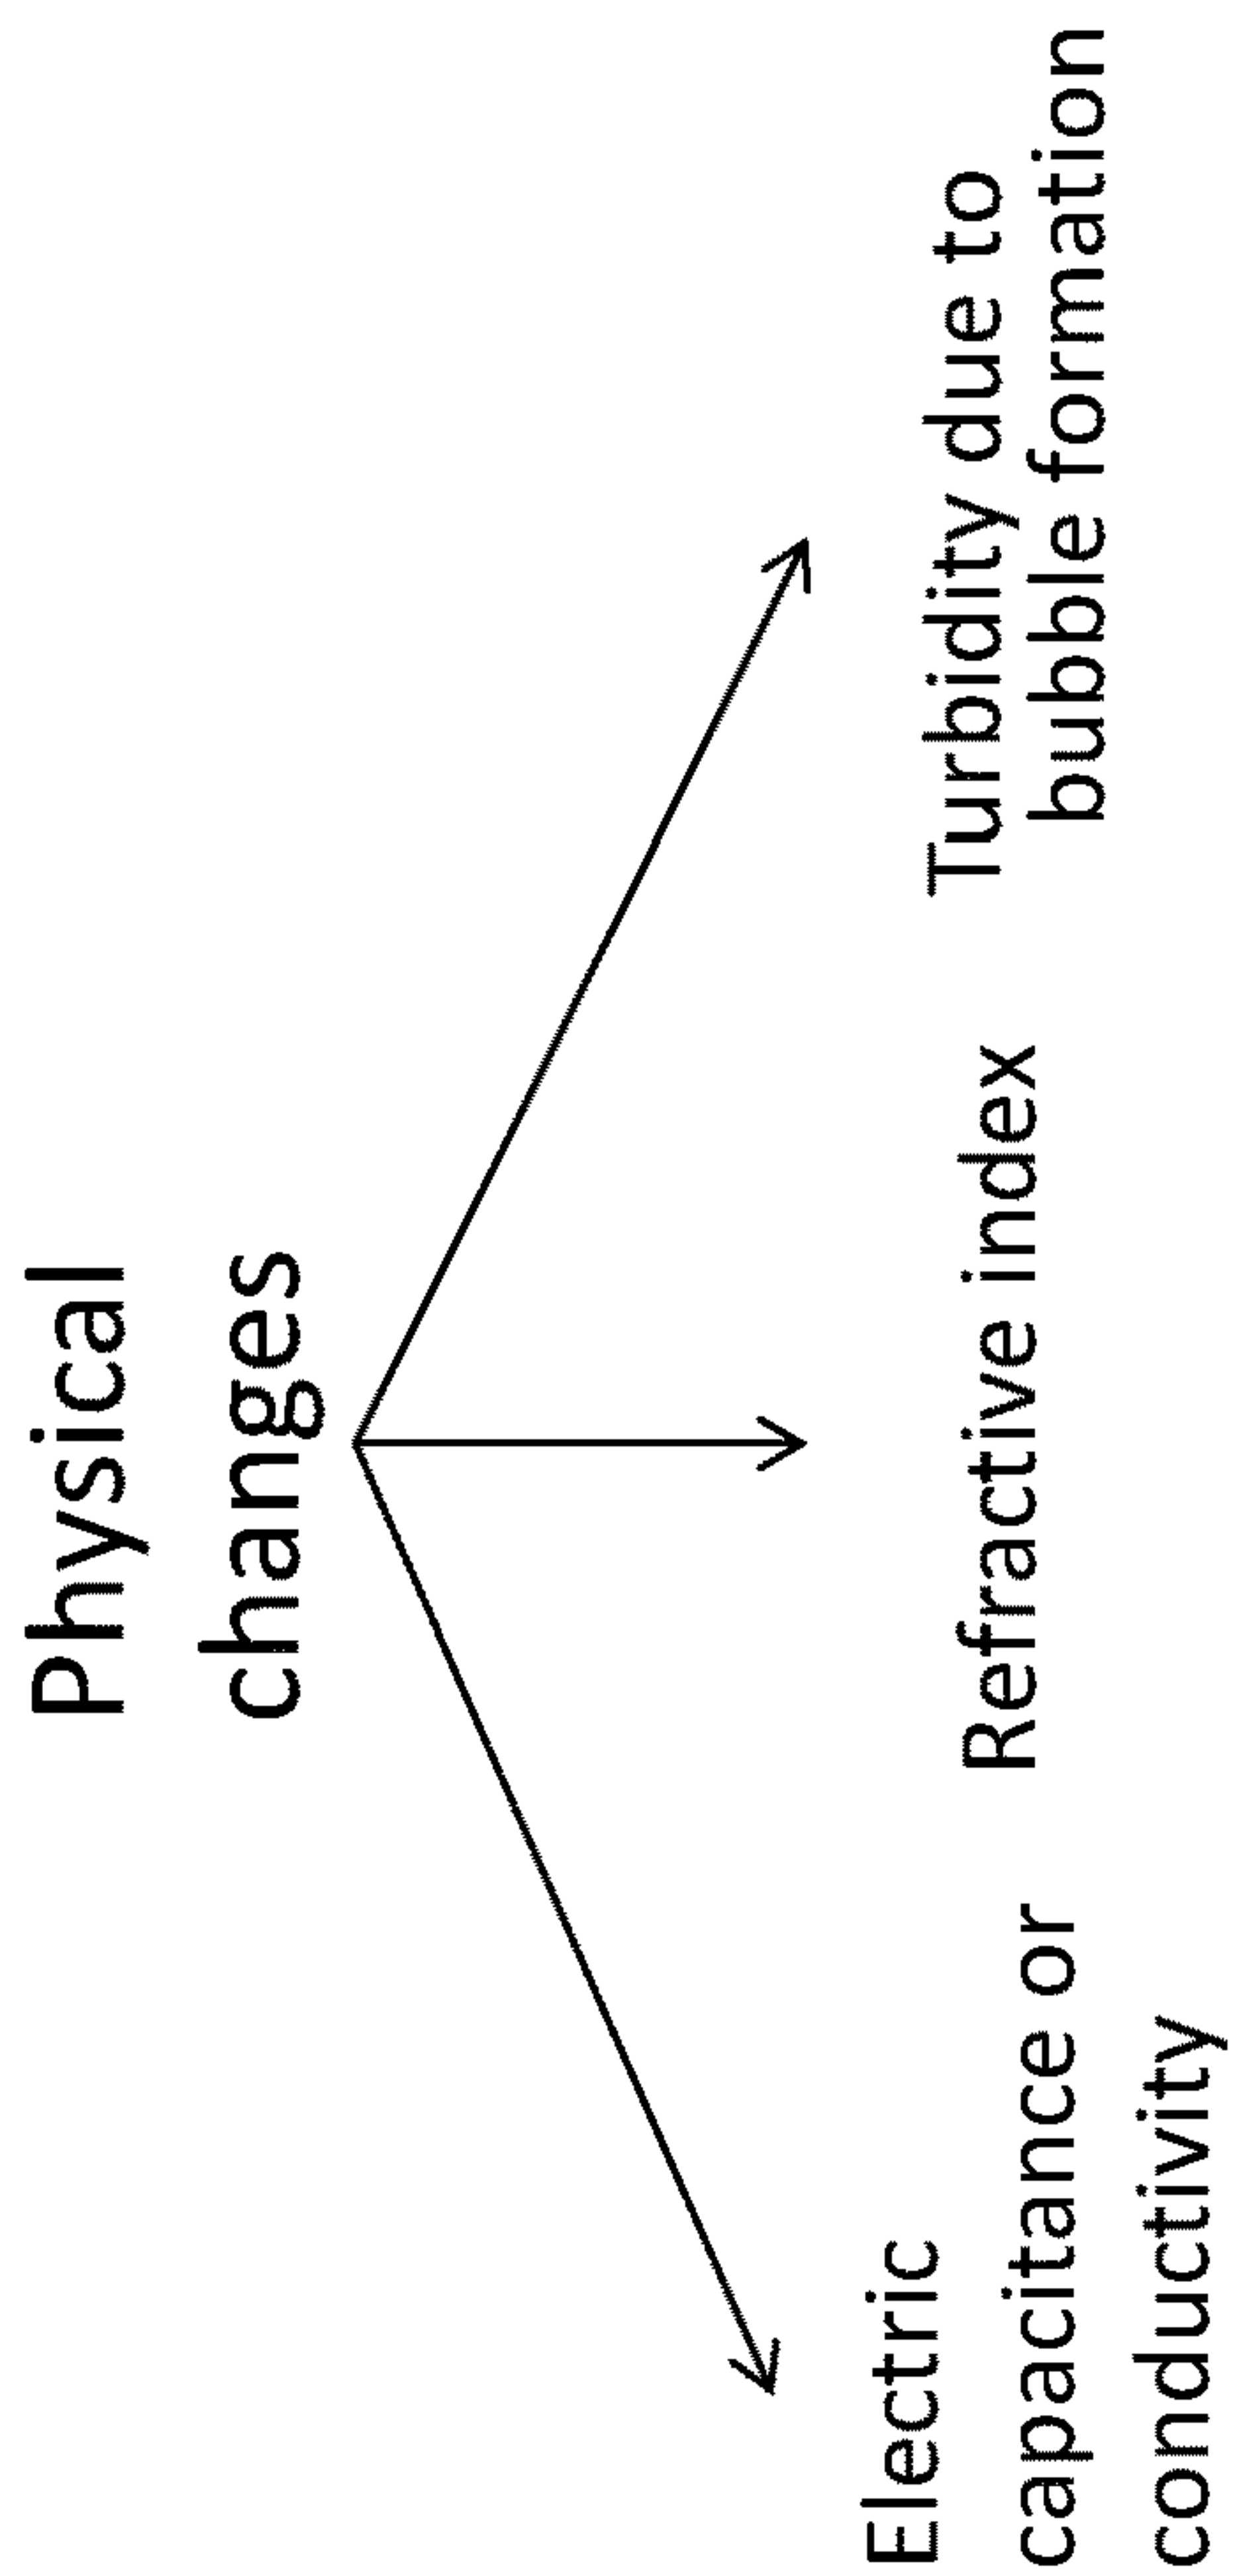 Physical
changes
Electric
capacitance or
conductivity
Refractive index
Turbidity due to
bubble formation